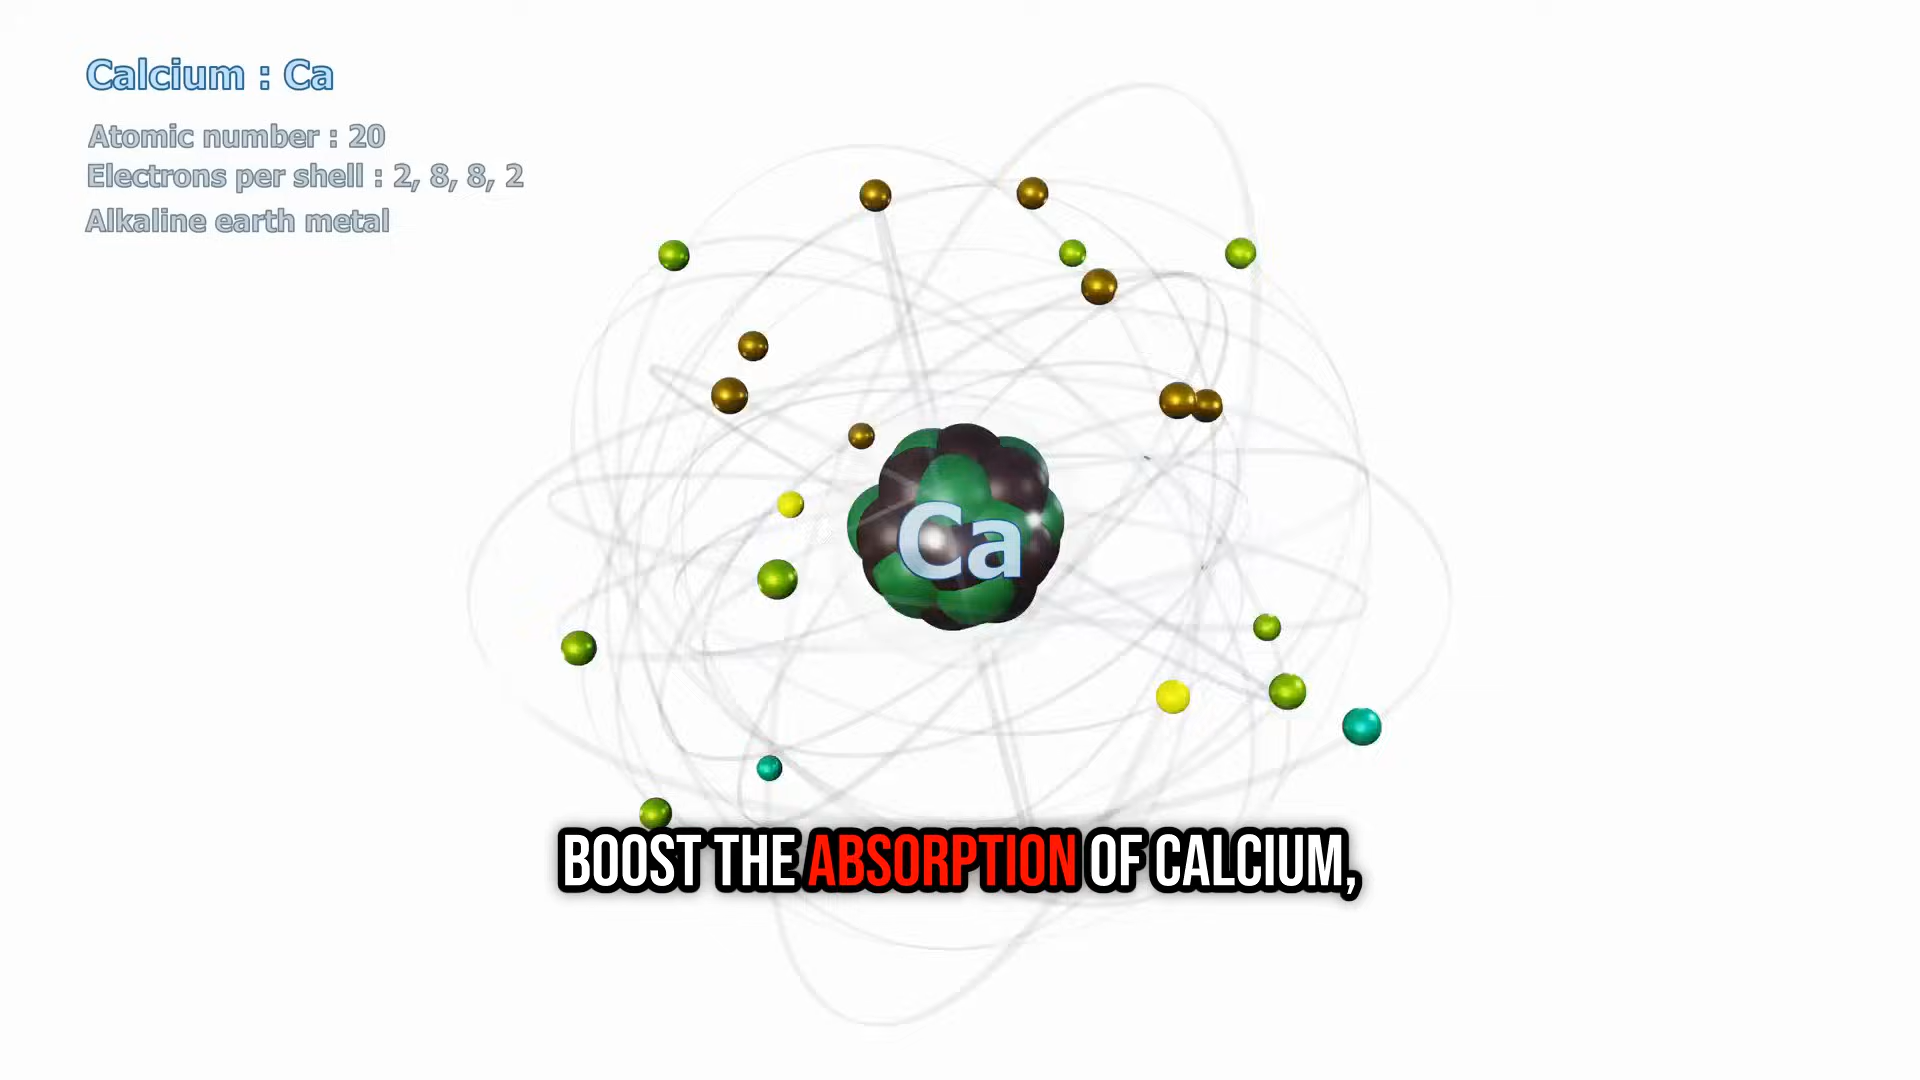 Calcium : Ca
Atomic number : 20
Electrons per shell : 2, 8, 8, 2
Alkaline earth metal
Ca
BOOST THE ABSORPTION OF CALCIUM,